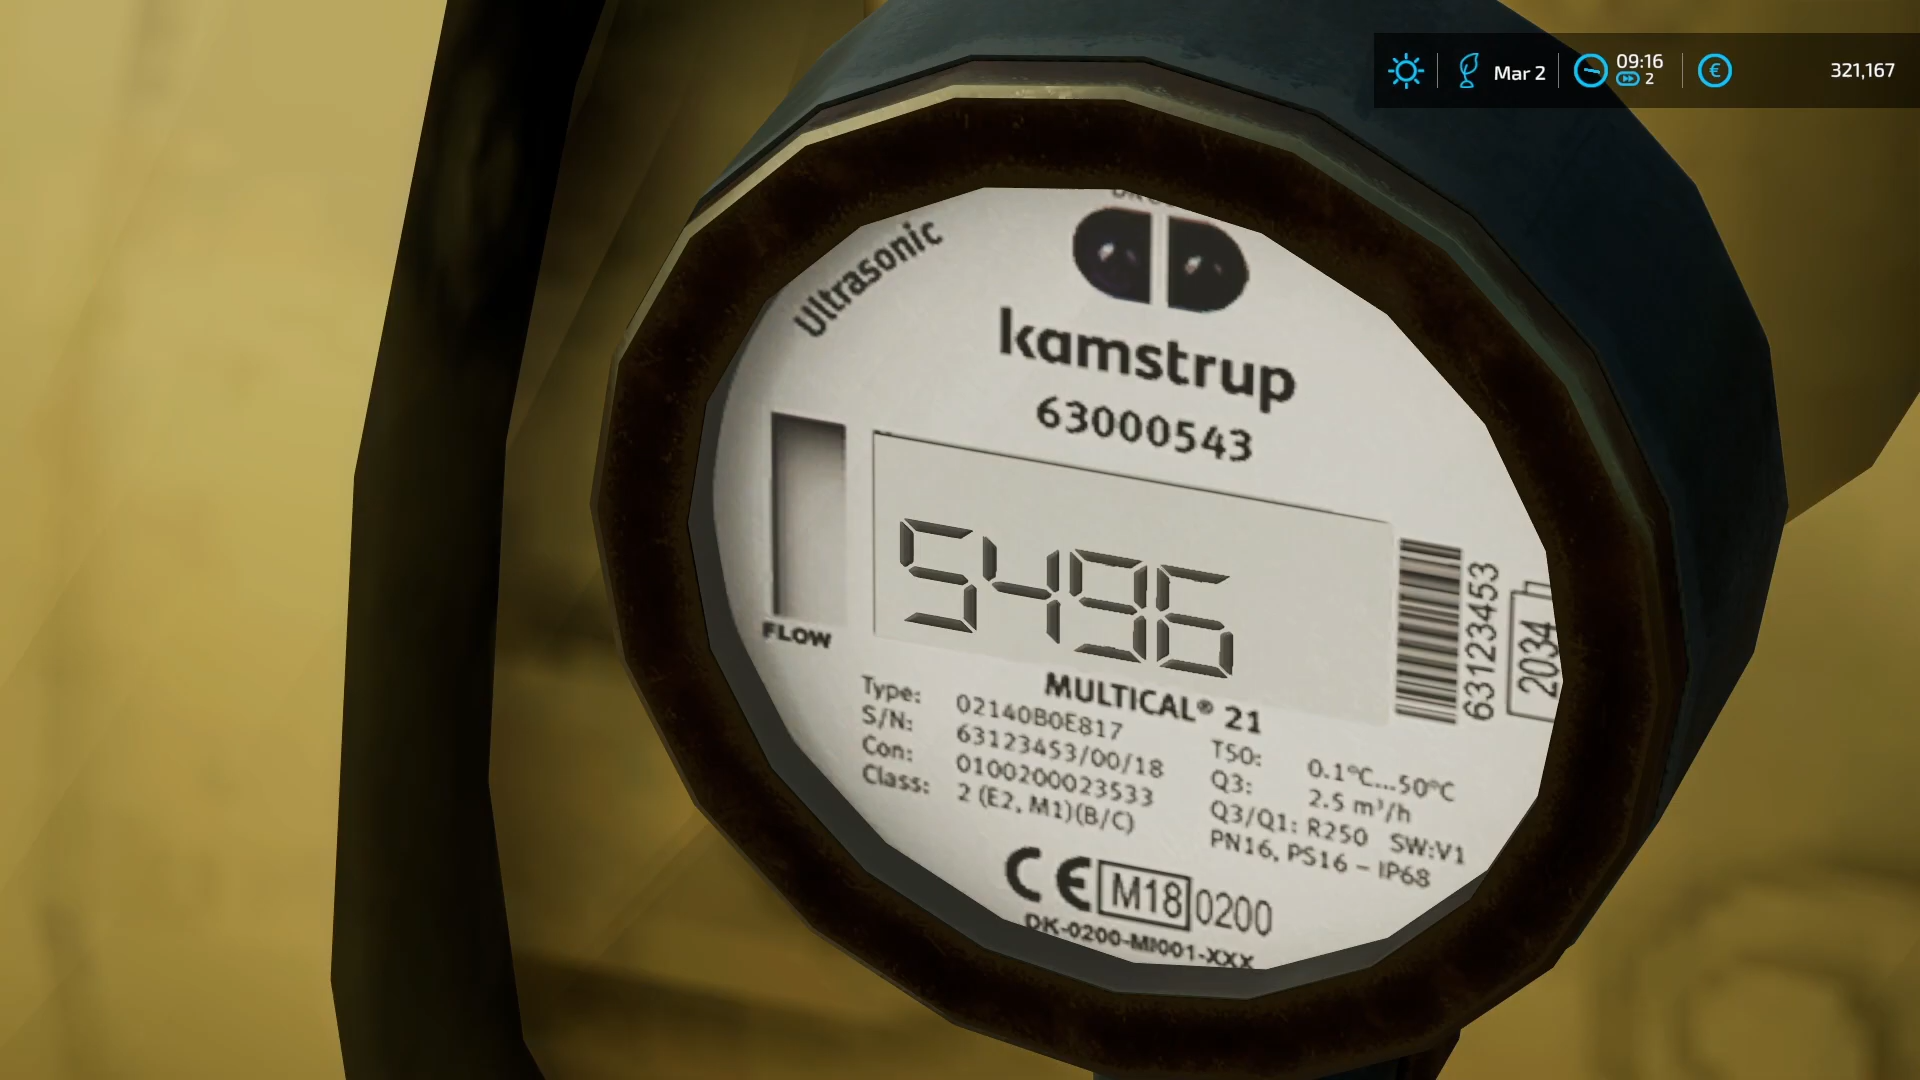 09:16
Mar 2
2
321,167
Ultrasonic
kamstrup
63000543
5496
FLOW
63123453
2034
MULTICAL® 21
Type: 02140B0E817
S/N: 63123453/00/18
Con: 0100200023533
Class: 2 (E2, M1)(B/C)
T50: 0.1°C...50°C
Q3: 2.5 m³/h
Q3/Q1: R250 SW:V1
PN16, PS16 – IP68
CE M18 0200
DK-0200-MI001-XXX